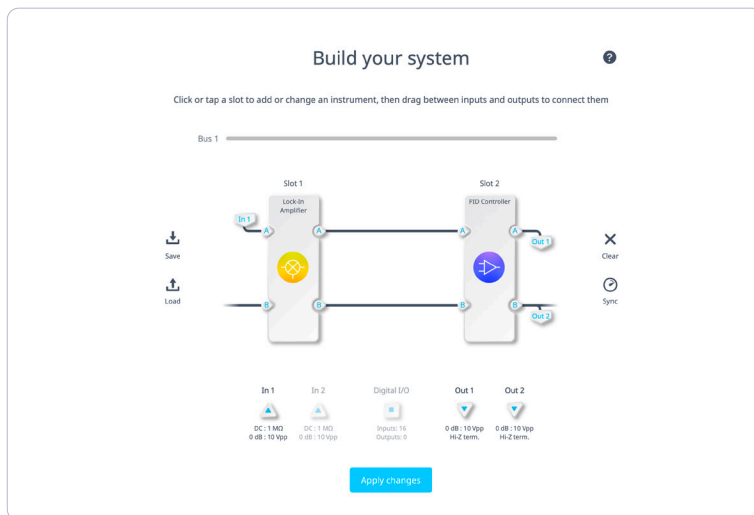 Build your system
Click or tap a slot to add or change an instrument, then drag between inputs and outputs to connect them
Bus 1
Slot 1
Slot 2
Lock-In
Amplifier
PID Controller
In 1
A
A
A
A
Out 1
Save
Clear
Load
Sync
B
B
B
B
Out 2
In 1
In 2
Digital I/O
Out 1
Out 2
DC : 1 MΩ
0 dB : 10 Vpp
DC : 1 MΩ
0 dB : 10 Vpp
Inputs: 16
Outputs: 0
0 dB : 10 Vpp
Hi-Z term.
0 dB : 10 Vpp
Hi-Z term.
Apply changes